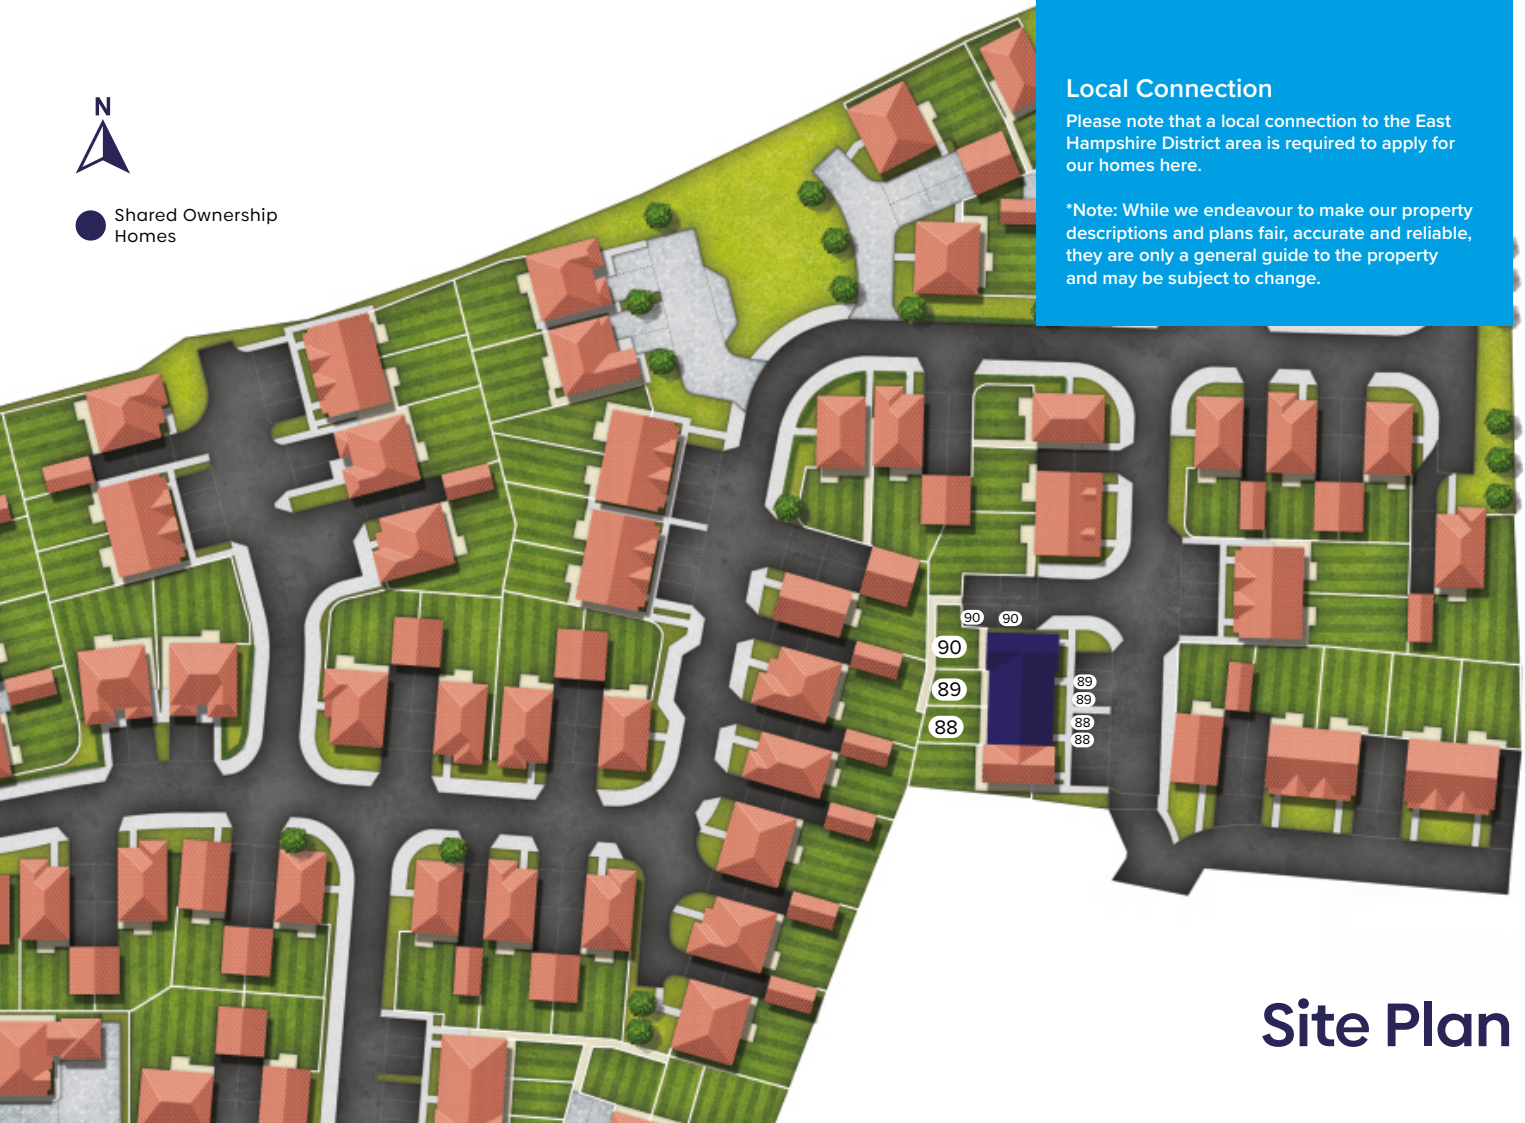 N
Shared Ownership
Homes
Local Connection
Please note that a local connection to the East
Hampshire District area is required to apply for
our homes here.
*Note: While we endeavour to make our property
descriptions and plans fair, accurate and reliable,
they are only a general guide to the property
and may be subject to change.
90 90
90
89
88
89
89
88
88
Site Plan